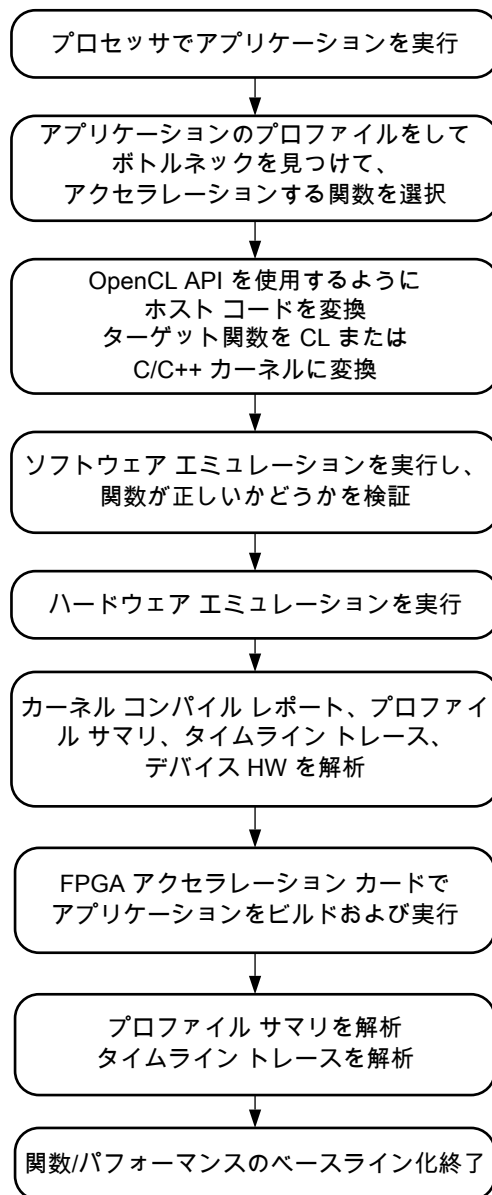 プロセッサでアプリケーションを実行
アプリケーションのプロファイルをして
ボトルネックを見つけて、
アクセラレーションする関数を選択
OpenCL API を使用するように
ホスト コードを変換
ターゲット関数を CL または
C/C++ カーネルに変換
ソフトウェア エミュレーションを実行し、
関数が正しいかどうかを検証
ハードウェア エミュレーションを実行
カーネル コンパイル レポート、プロファイ
ル サマリ、タイムライン トレース、
デバイス HW を解析
FPGA アクセラレーション カードで
アプリケーションをビルドおよび実行
プロファイル サマリを解析
タイムライン トレースを解析
関数/パフォーマンスのベースライン化終了